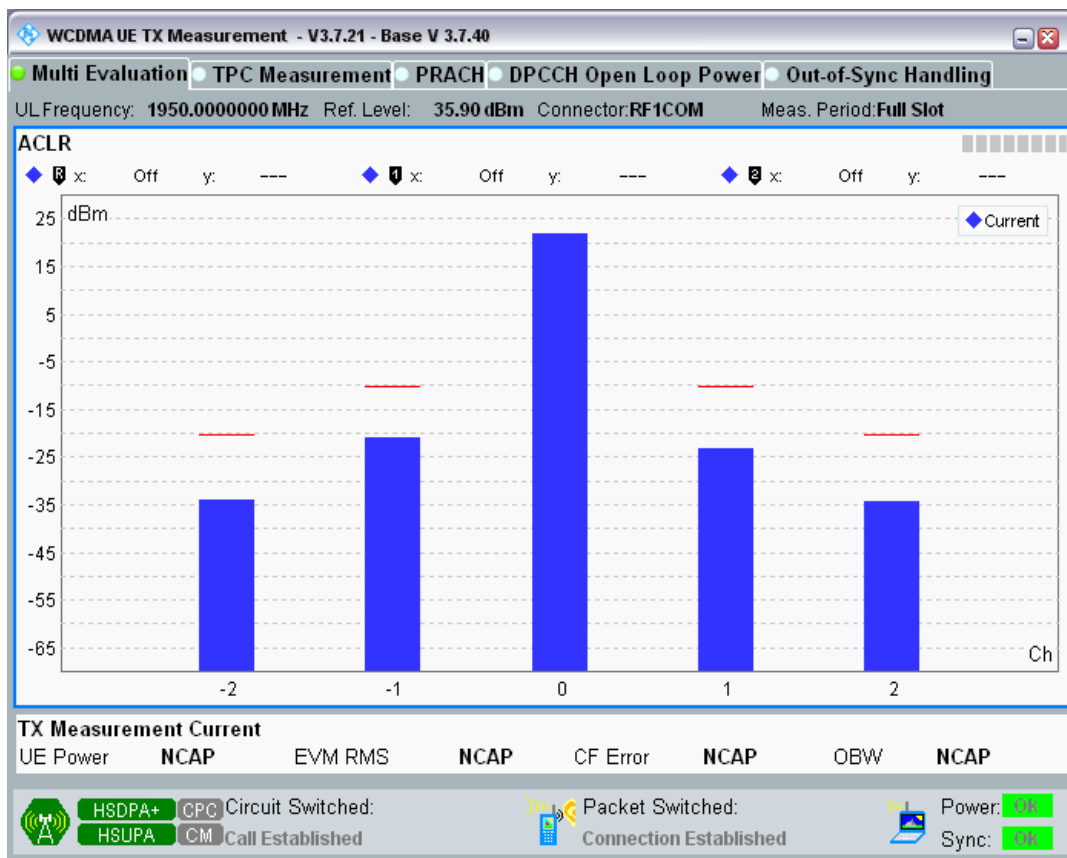 WCDMA UE TX Measurement - V3.7.21 - Base V 3.7.40
Multi Evaluation TPC Measurement PRACH DPCCH Open Loop Power Out-of-Sync Handling
UL Frequency: 1950.0000000 MHz Ref. Level: 35.90 dBm Connector:RF1COM Meas. Period:Full Slot
ACLR
R x: Off y: --- 1 x: Off y: --- 2 x: Off y: ---
dBm
Current
25
15
5
-5
-15
-25
-35
-45
-55
-65
Ch
-2 -1 0 1 2
TX Measurement Current
UE Power NCAP EVM RMS NCAP CF Error NCAP OBW NCAP
HSDPA+ CPC Circuit Switched: Packet Switched: Power: Ok
HSUPA CM Call Established Connection Established Sync: Ok